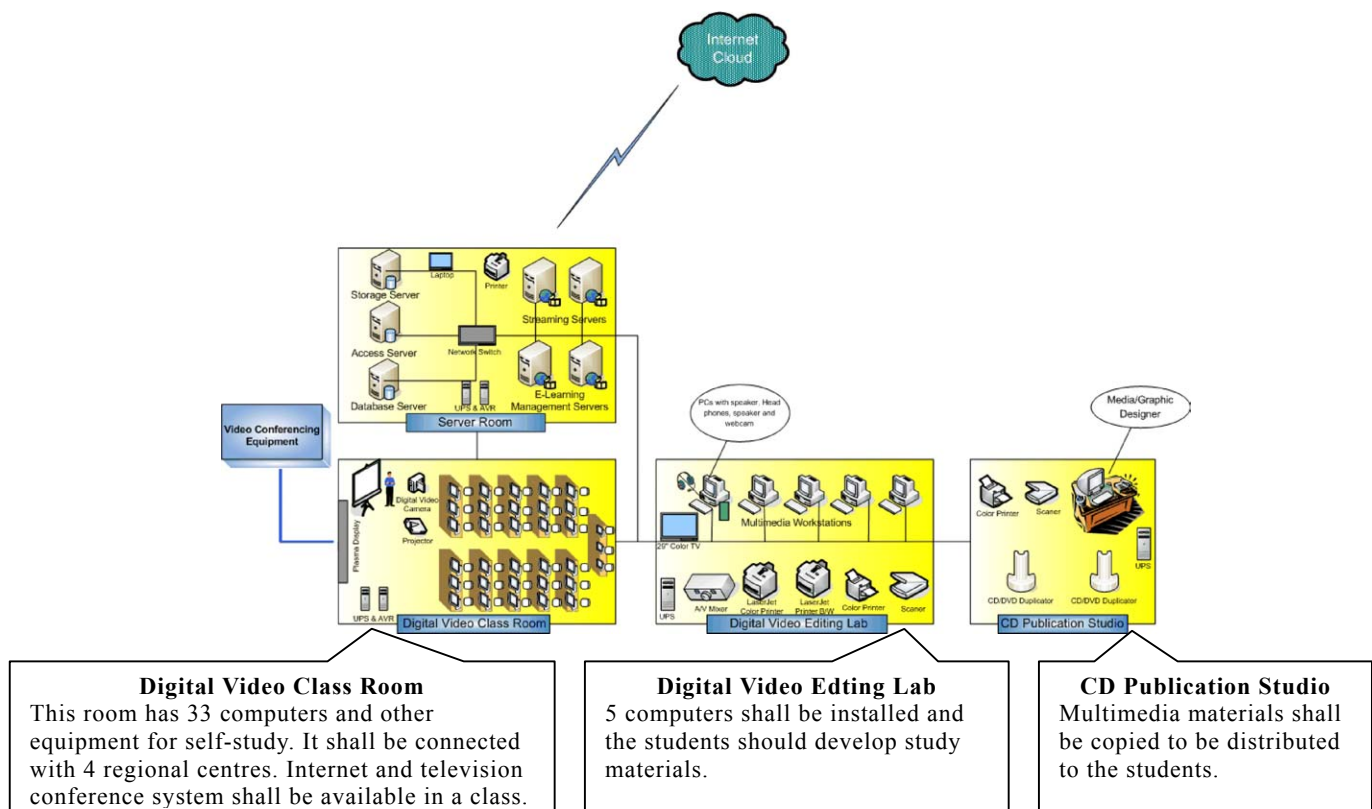 Internet
Cloud
Storage Server
Laptop
Printer
Streaming Servers
Access Server
Network Switch
Database Server
UPS & AVR
E-Learning
Management Servers
Server Room
Video Conferencing
Equipment
PCs with speaker. Head
phones, speaker and
webcam
Media/Graphic
Designer
Plasma Display
Digital Video
Camera
Projector
UPS & AVR
Digital Video Class Room
Multimedia Workstations
29" Color TV
UPS
A/V Mixer
LaserJet
Color Printer
LaserJet
Printer B/W
Color Printer
Scaner
Digital Video Editing Lab
Color Printer
Scaner
UPS
CD/DVD Duplicator
CD/DVD Duplicator
CD Publication Studio
Digital Video Class Room
This room has 33 computers and other
equipment for self-study. It shall be connected
with 4 regional centres. Internet and television
conference system shall be available in a class.
Digital Video Edting Lab
5 computers shall be installed and
the students should develop study
materials.
CD Publication Studio
Multimedia materials shall
be copied to be distributed
to the students.